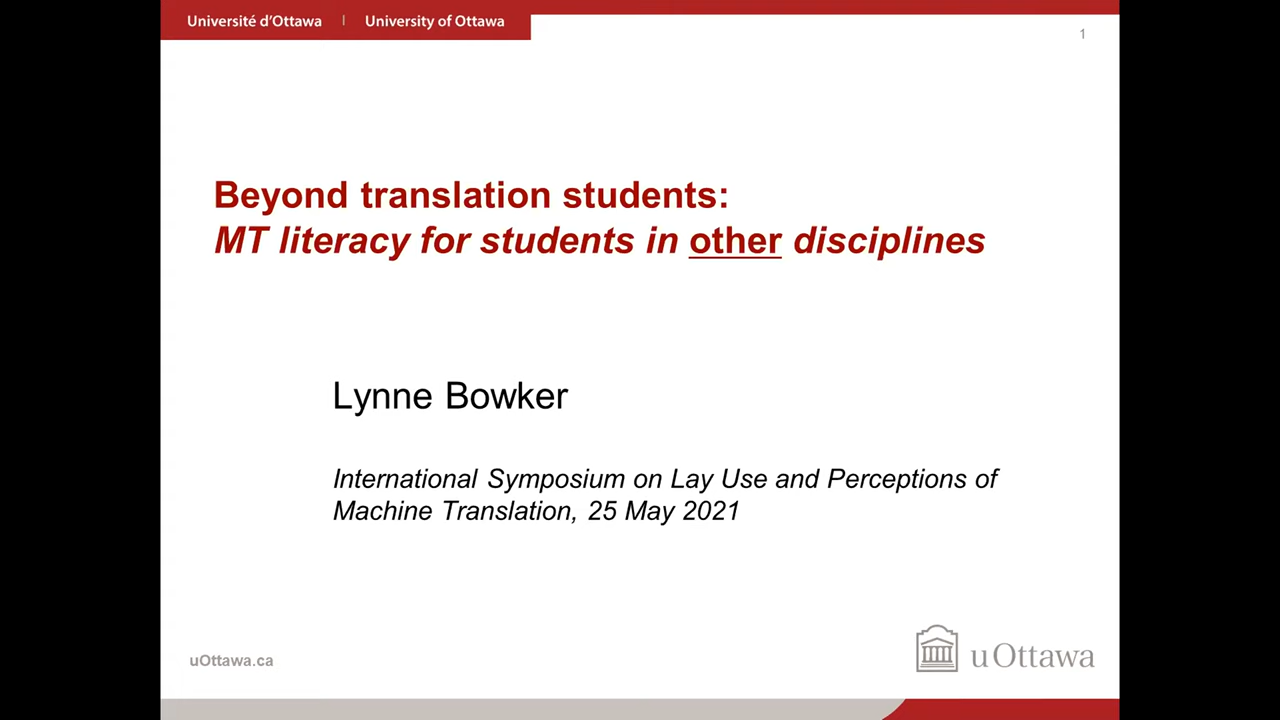 Université d'Ottawa | University of Ottawa
1
Beyond translation students:
MT literacy for students in other disciplines
Lynne Bowker
International Symposium on Lay Use and Perceptions of
Machine Translation, 25 May 2021
uOttawa.ca
uOttawa